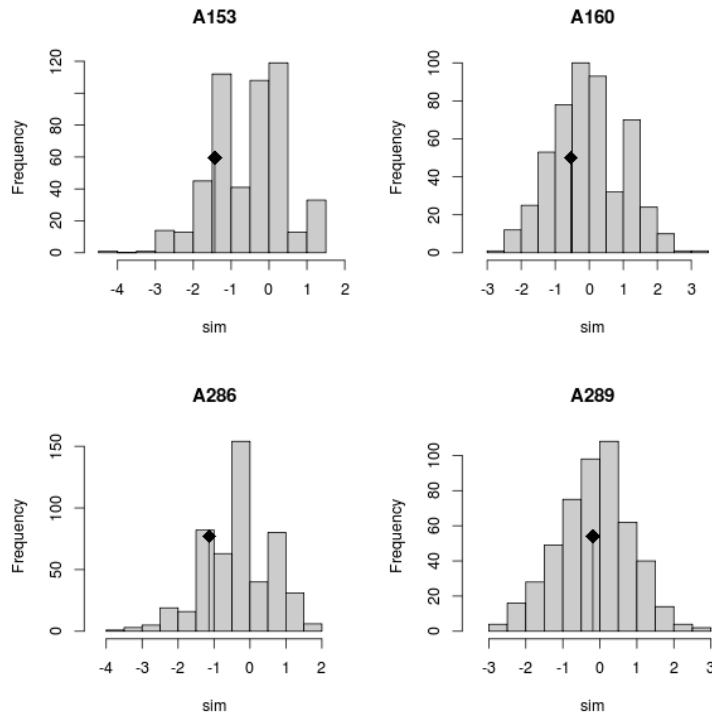 A153
Frequency
0 20 40 60 80 120
-4 -3 -2 -1 0 1 2
sim
A160
Frequency
0 20 40 60 80 100
-3 -2 -1 0 1 2 3
sim
A286
Frequency
0 50 100 150
-4 -3 -2 -1 0 1 2
sim
A289
Frequency
0 20 40 60 80 100
-3 -2 -1 0 1 2 3
sim